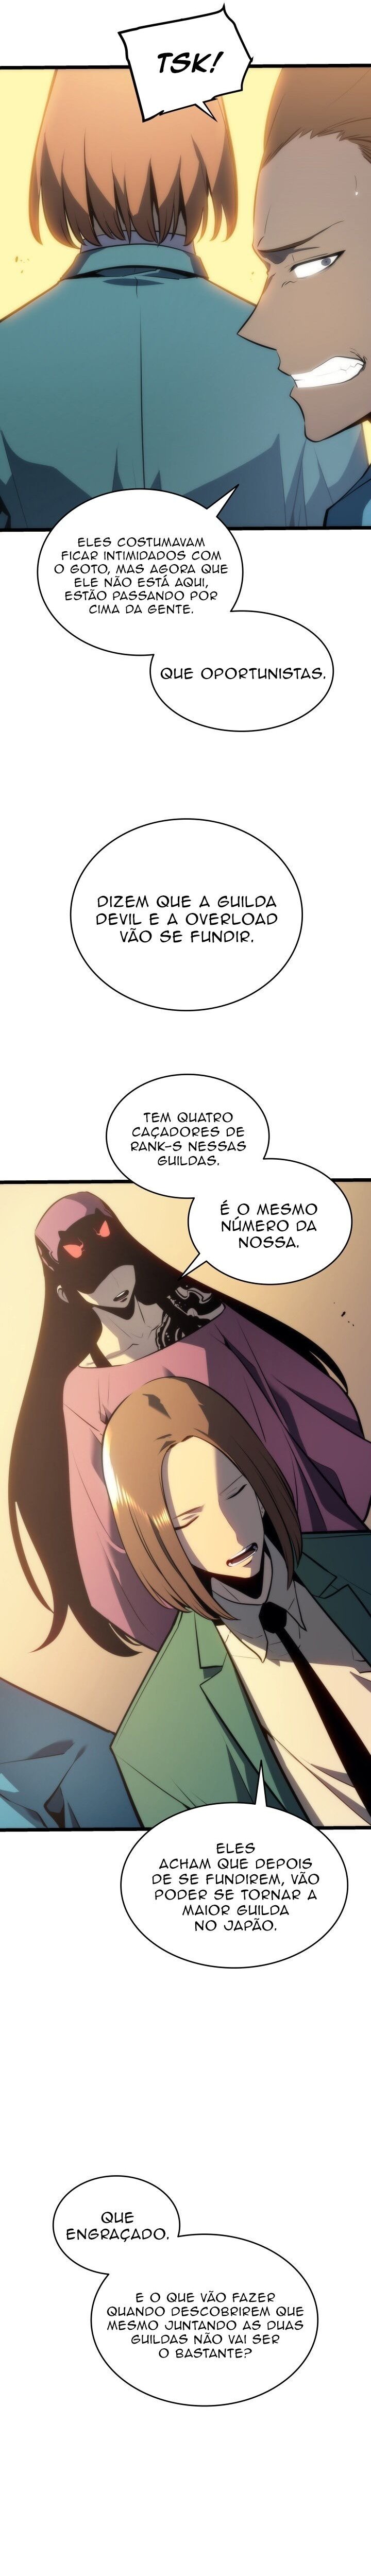 TSK!
ELES COSTUMAVAM
FICAR INTIMIDADOS COM
O GOTO, MAS AGORA QUE
ELE NÃO ESTÁ AQUI,
ESTÃO PASSANDO POR
CIMA DA GENTE.
QUE OPORTUNISTAS.
DIZEM QUE A GUILDA
DEVIL E A OVERLOAD
VÃO SE FUNDIR.
TEM QUATRO
CAÇADORES DE
RANK-S NESSAS
GUILDAS.
É O MESMO
NÚMERO DA
NOSSA.
ELES
ACHAM QUE DEPOIS
DE SE FUNDIREM, VÃO
PODER SE TORNAR A
MAIOR GUILDA
NO JAPÃO.
QUE
ENGRAÇADO.
E O QUE VÃO FAZER
QUANDO DESCOBRIREM QUE
MESMO JUNTANDO AS DUAS
GUILDAS NÃO VAI SER
O BASTANTE?